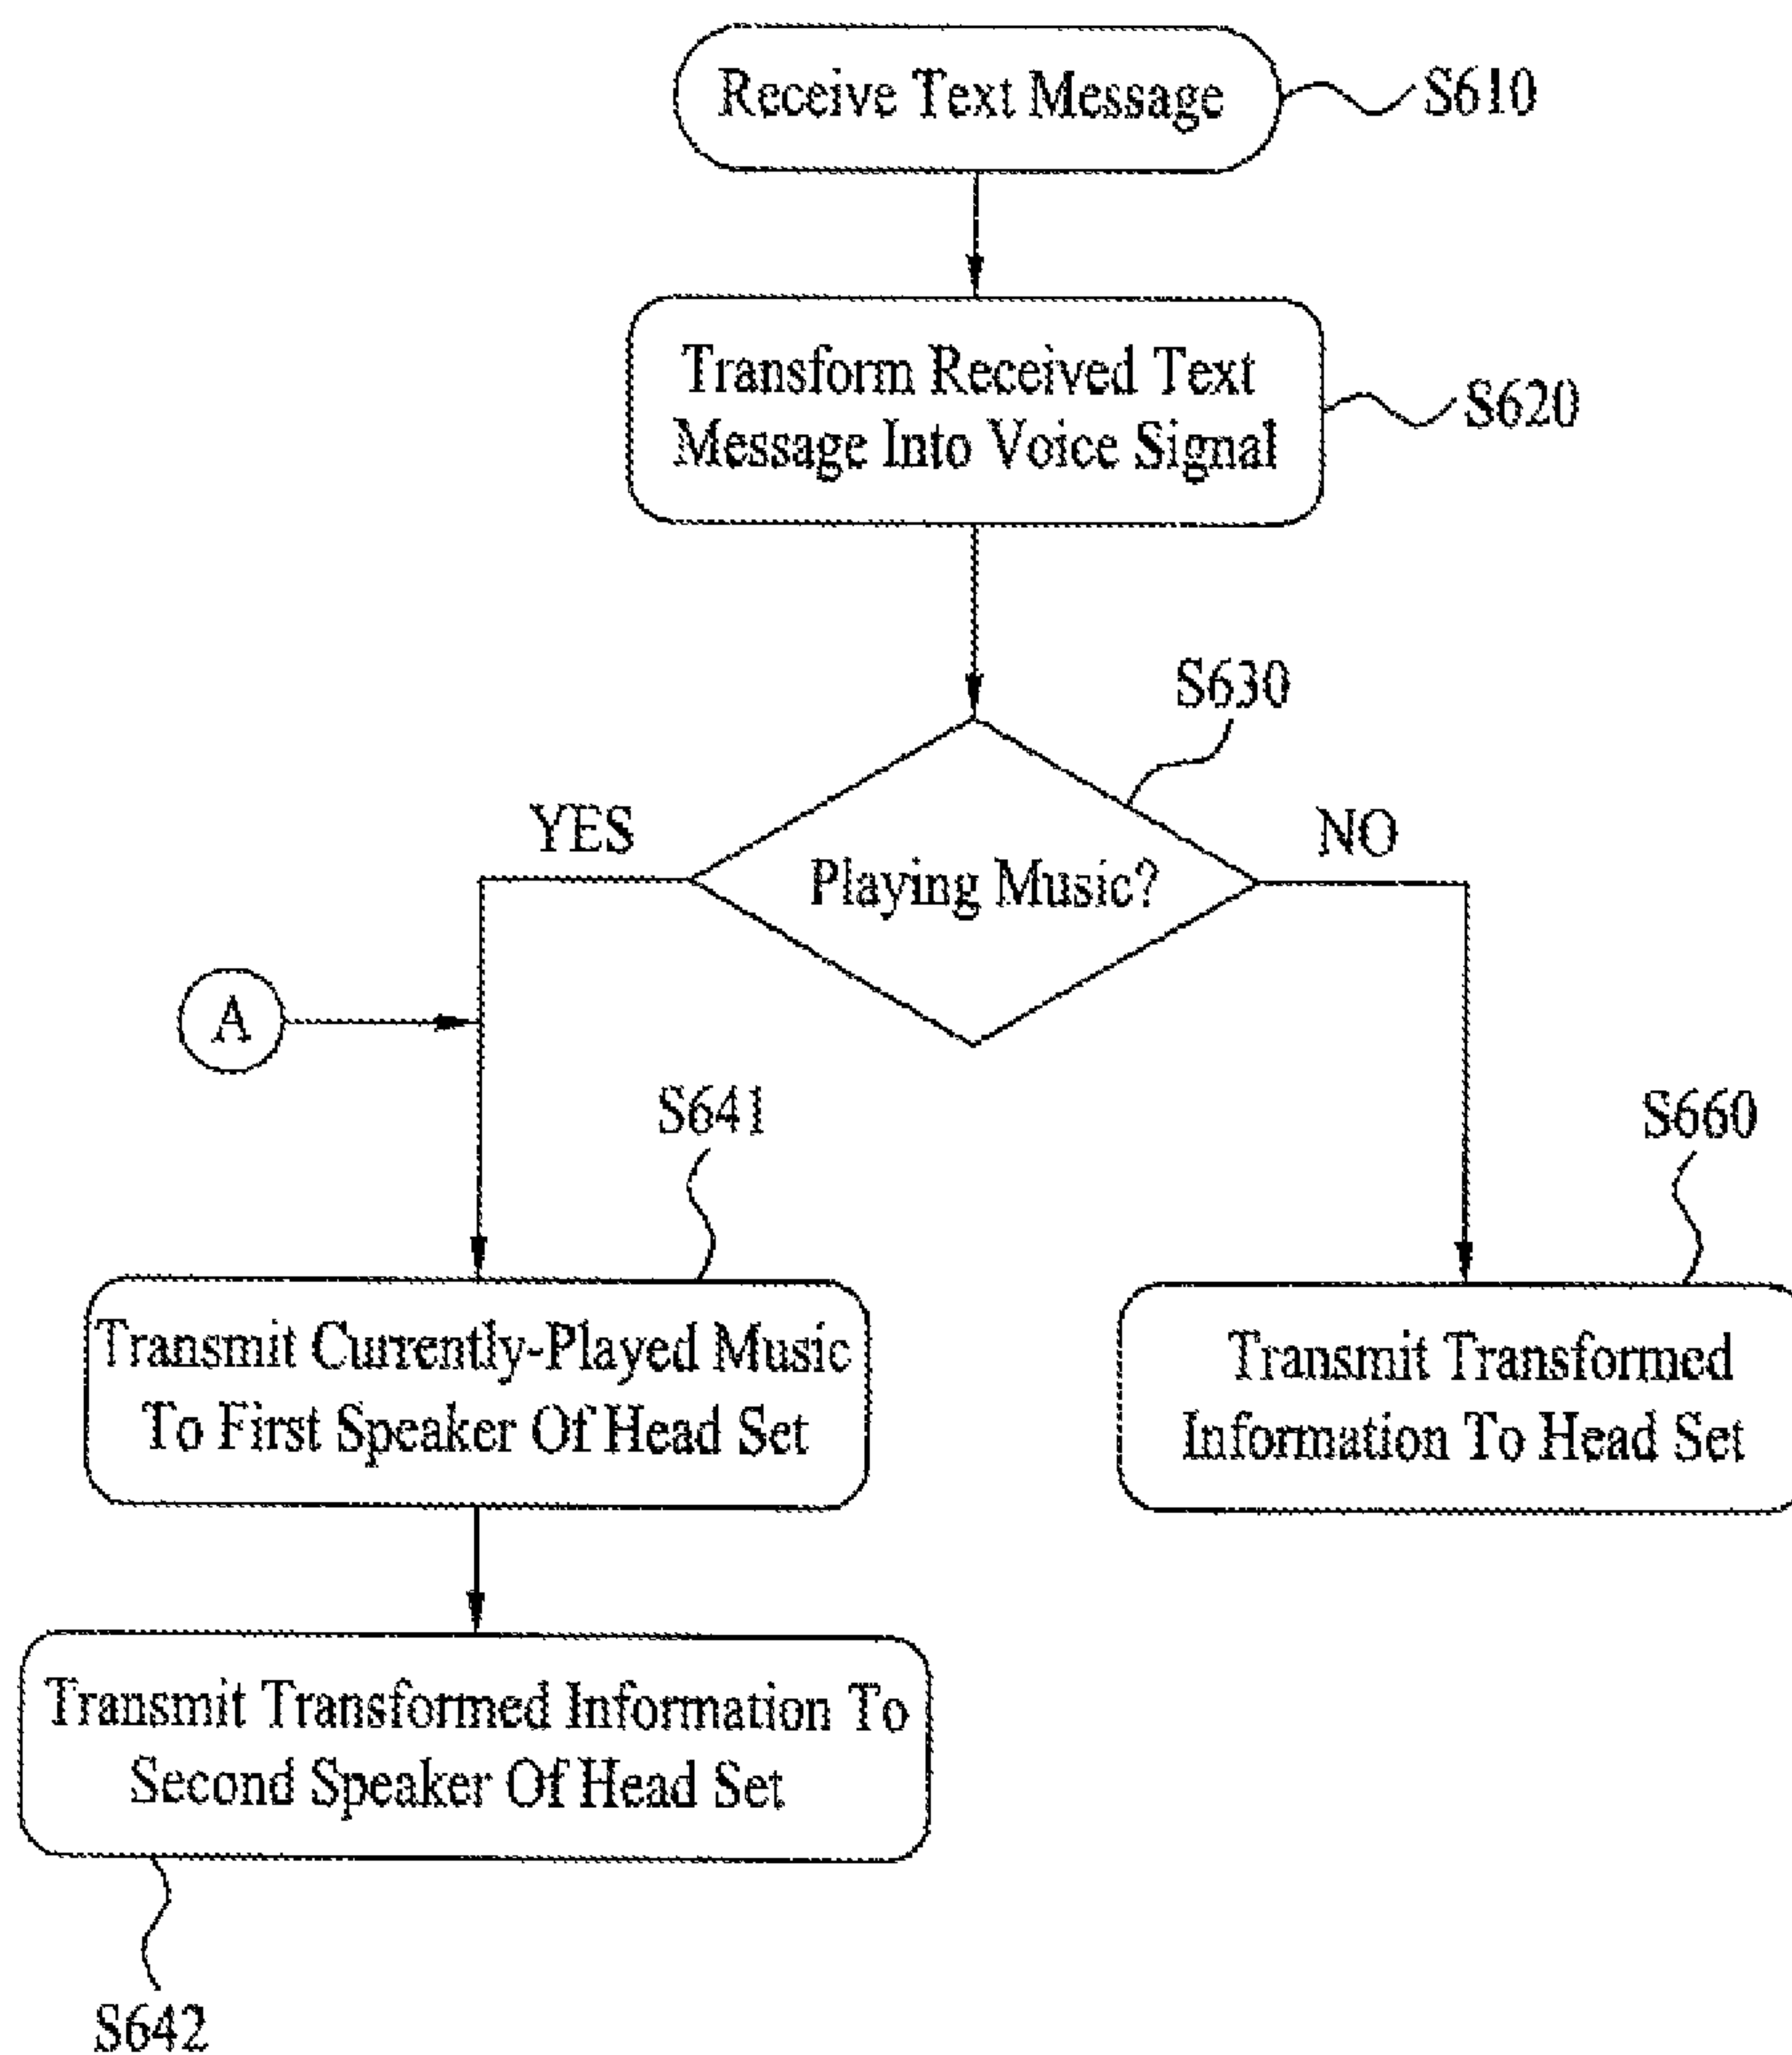 Receive Text Message
S610
Transform Received Text
Message Into Voice Signal
S620
S630
YES
NO
Playing Music?
A
S641
S660
Transmit Currently-Played Music
To First Speaker Of Head Set
Transmit Transformed
Information To Head Set
Transmit Transformed Information To
Second Speaker Of Head Set
S642